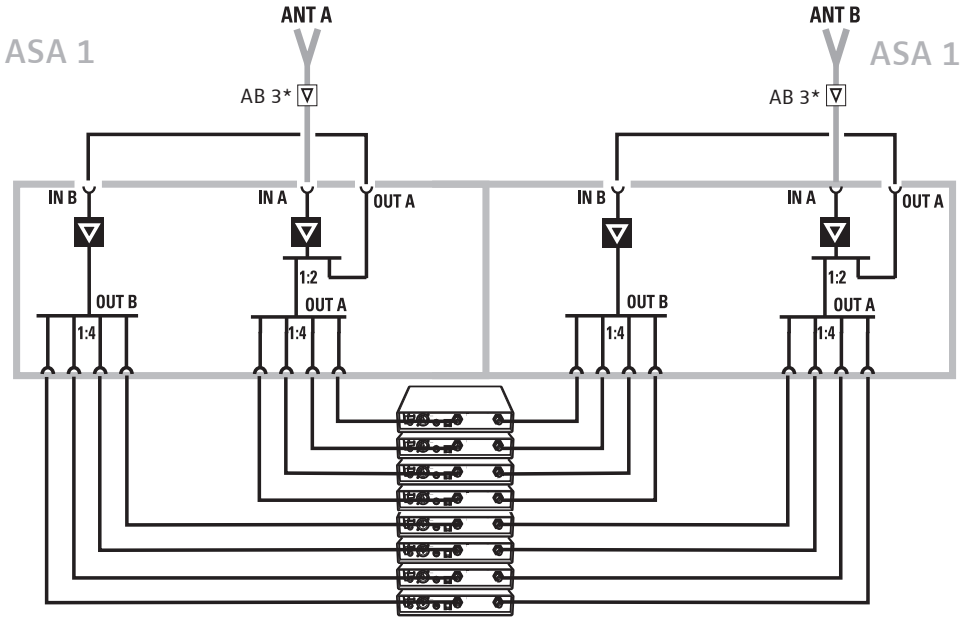 ANT A
ANT B
ASA 1
ASA 1
AB 3*
AB 3*
IN B
IN A
OUT A
IN B
IN A
OUT A
1:2
1:2
OUT B
OUT A
OUT B
OUT A
1:4
1:4
1:4
1:4